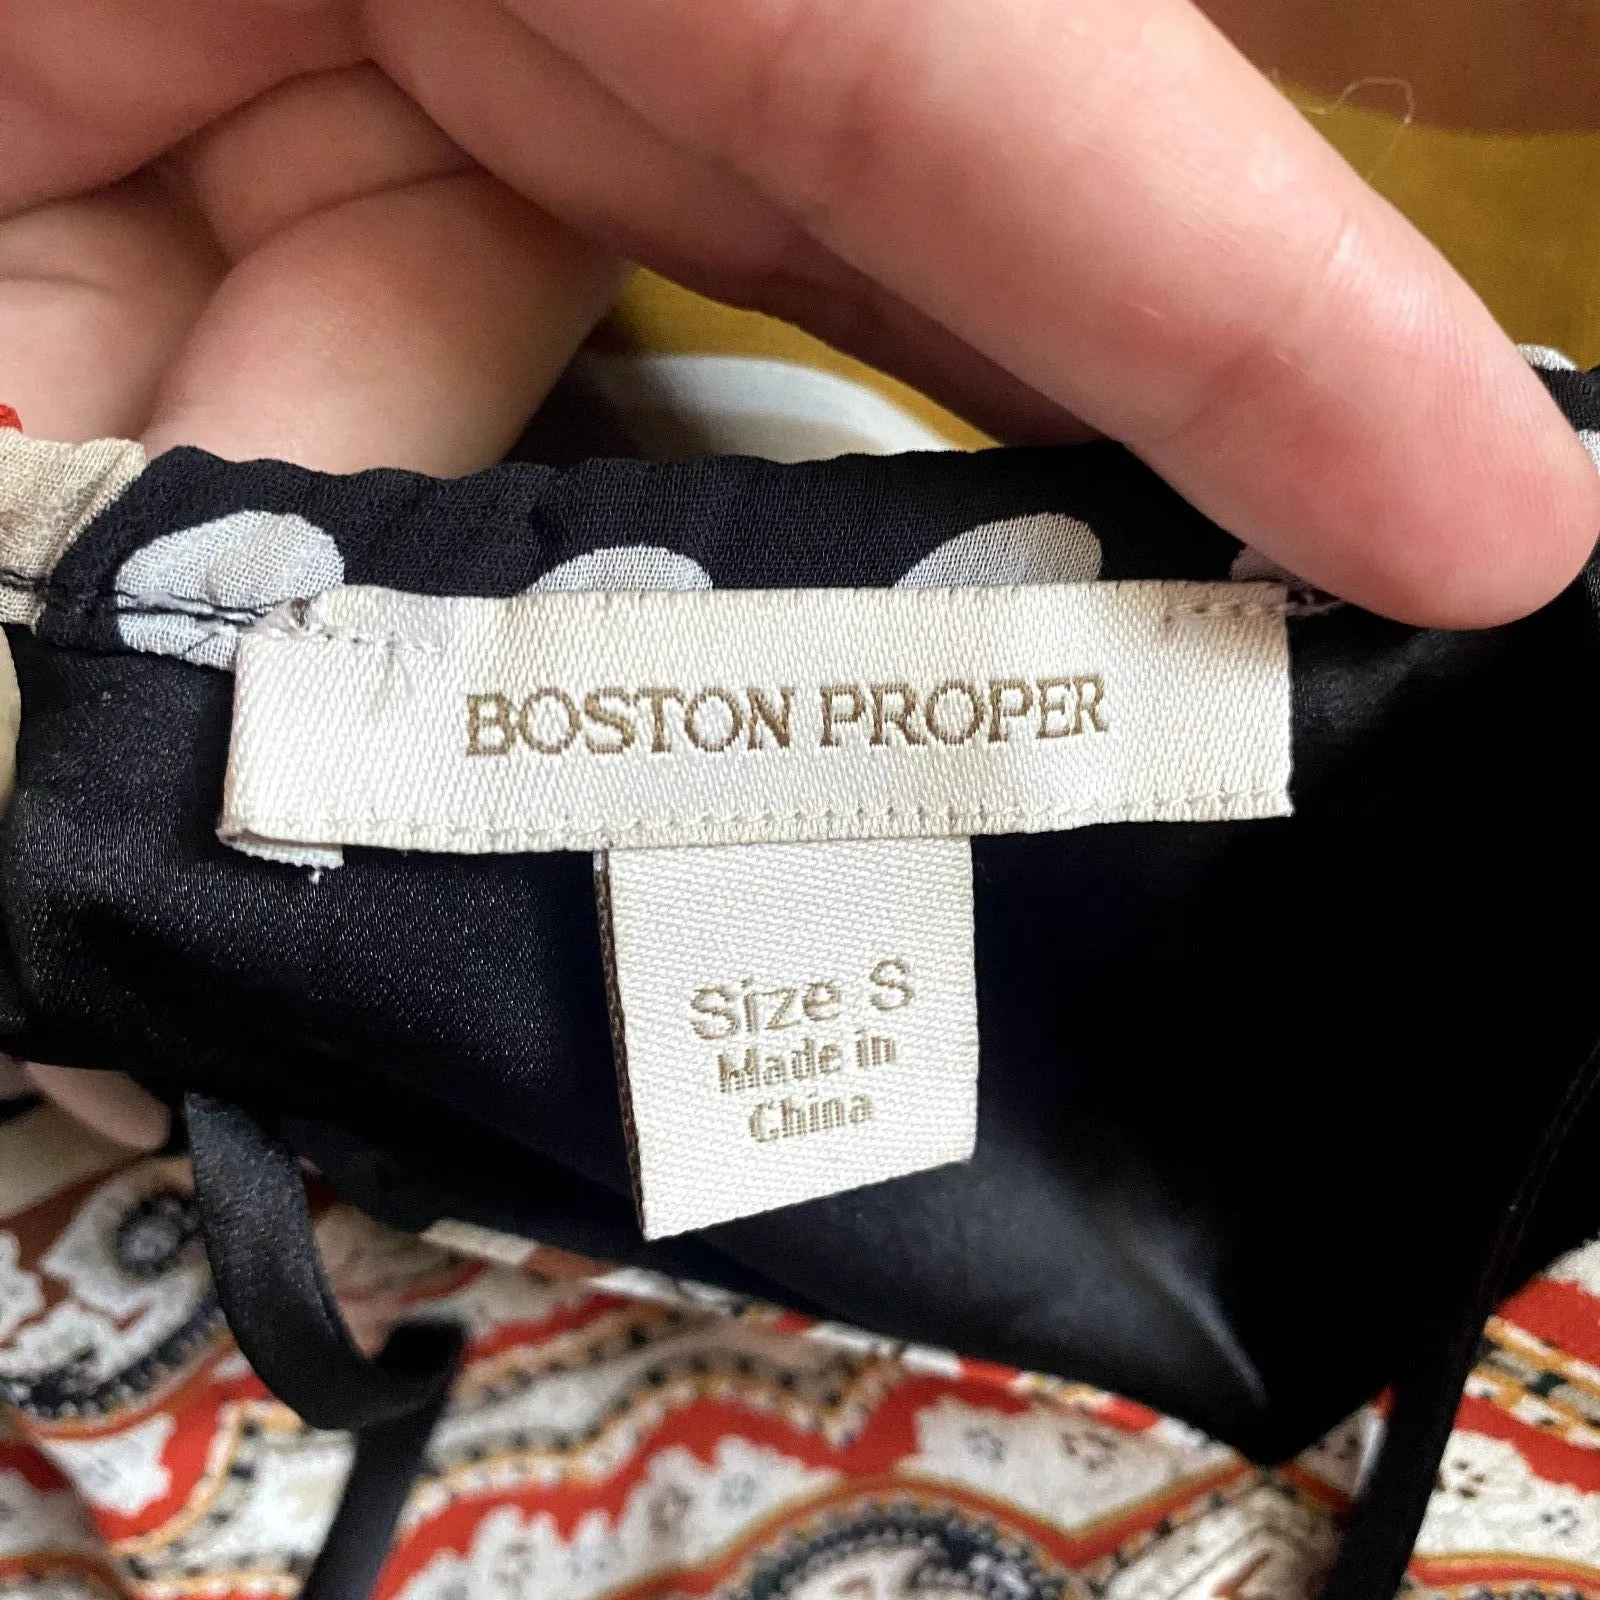 BOSTON PROPER
Size S
Made in
China